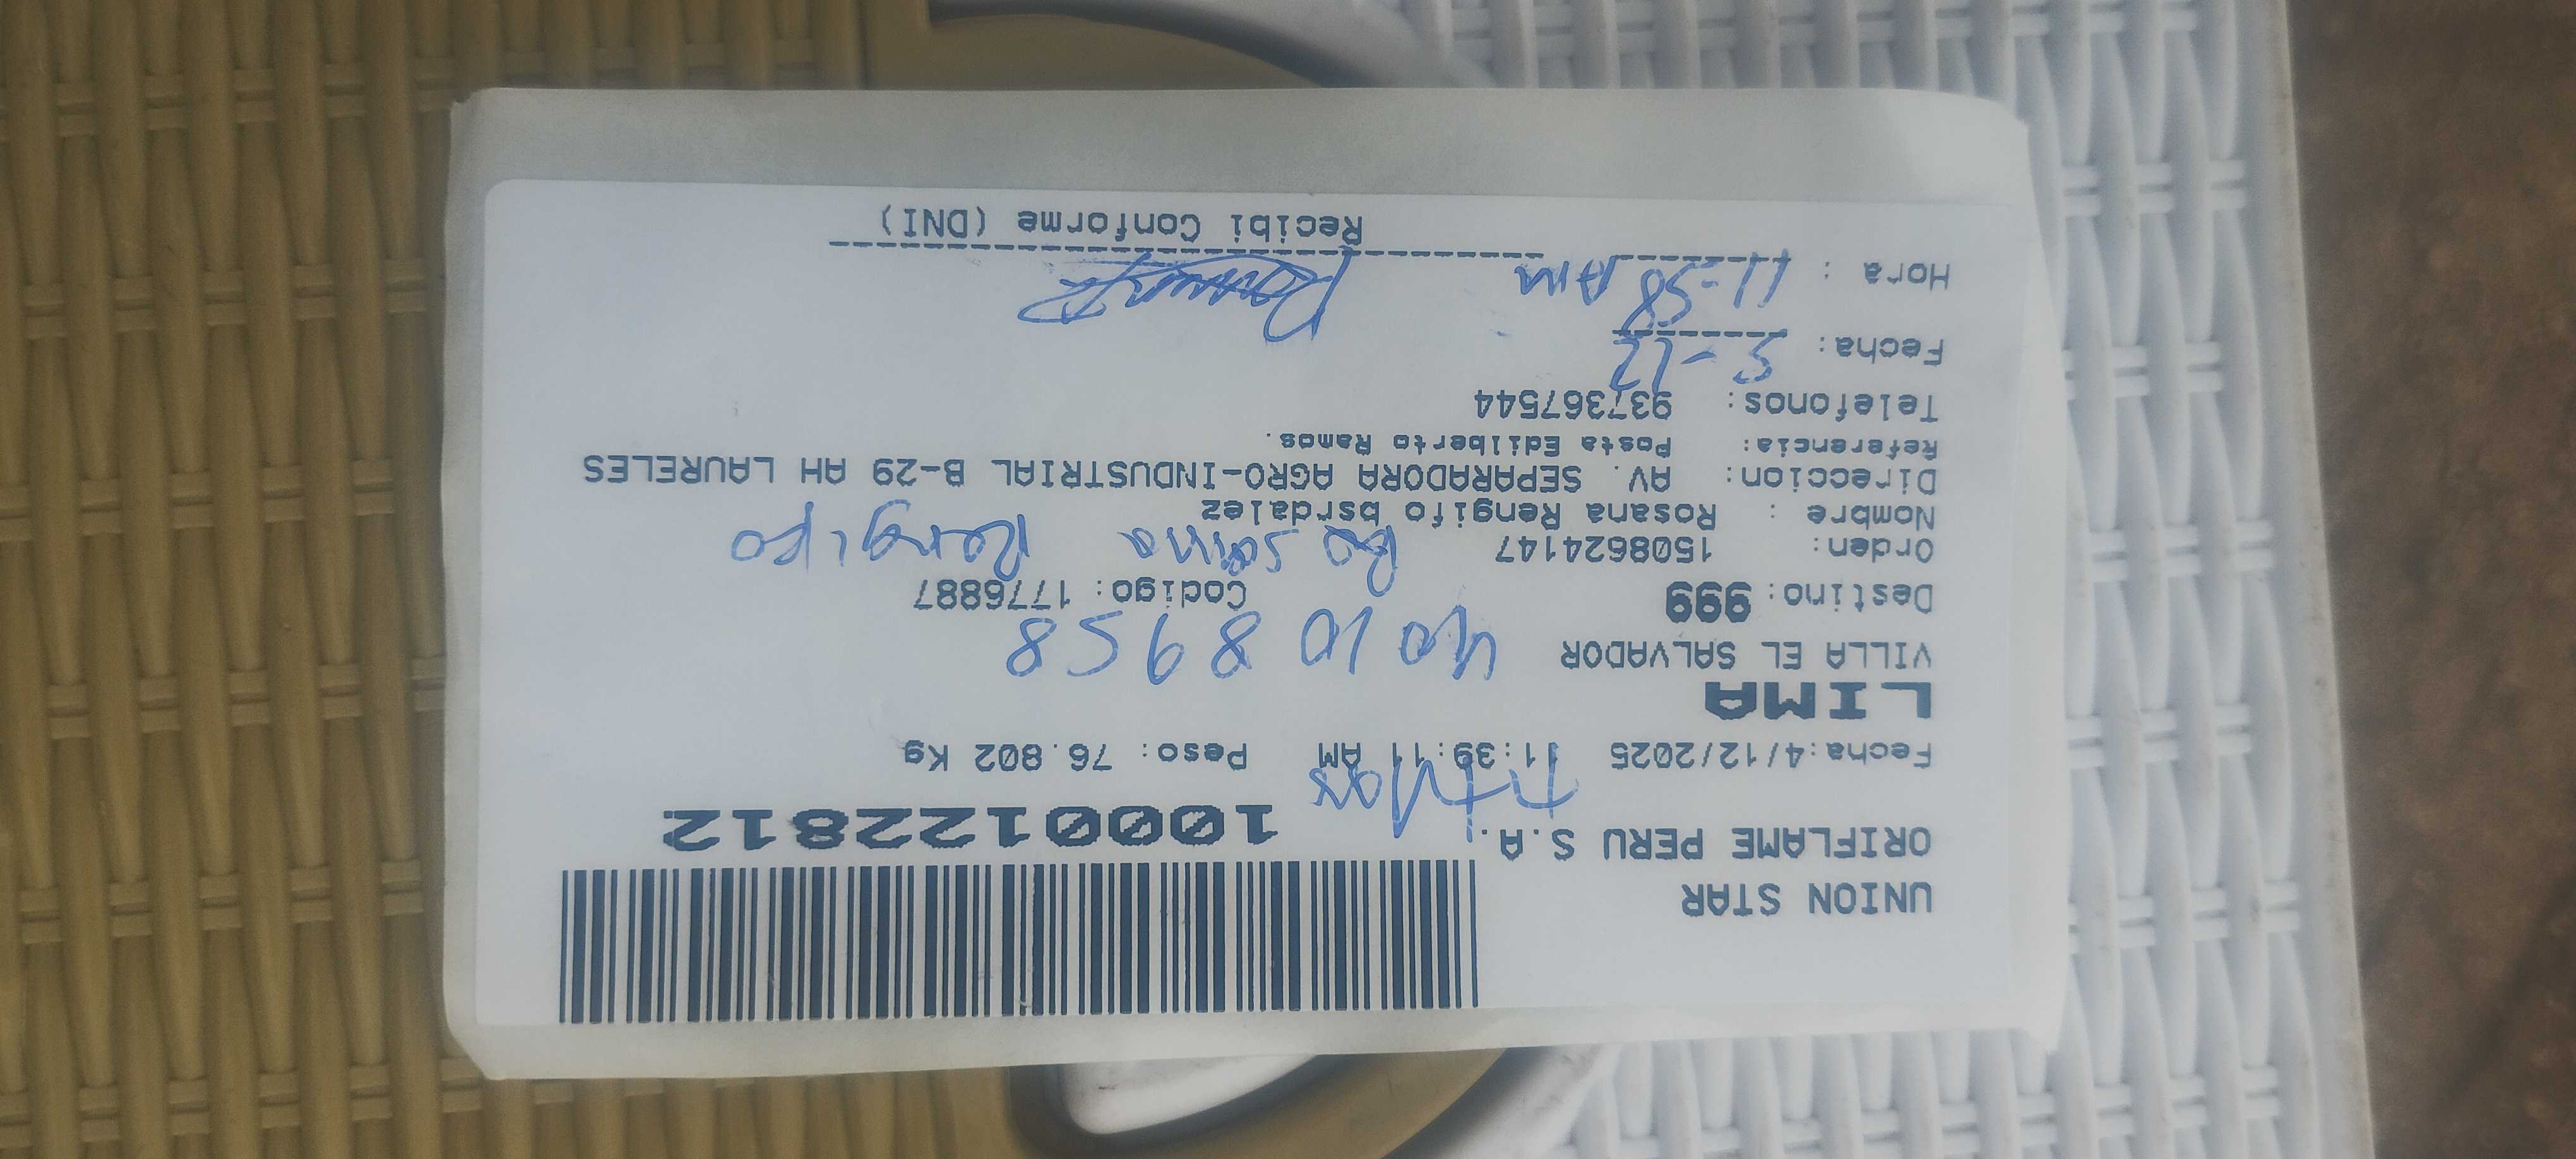 UNION STAR
ORIFLAME PERU S.A.
1000122812
Titular
Fecha:4/12/2025 11:39:11 AM Peso: 76.802 Kg
LIMA
VILLA EL SALVADOR
40108958
Destino: 999 Codigo: 1776887
Orden: 1508624147
Rosana Rengifo
Nombre : Rosana Rengifo bsrdalez
Direccion: AV. SEPARADORA AGRO-INDUSTRIAL B-29 AH LAURELES
Referencia: Posta Edilberto Ramos.
Telefonos: 937367544
Fecha: 5-12
Hora : 11-58 AM
Recibi Conforme (DNI)